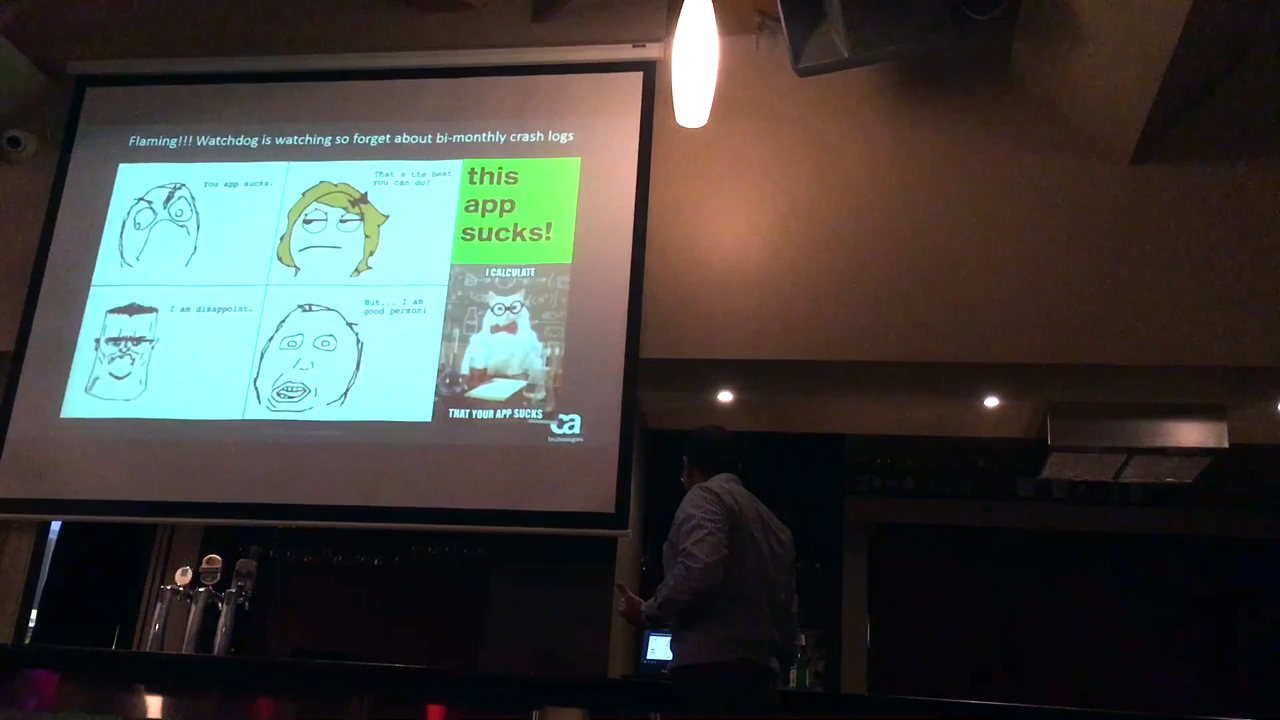 Flaming!!! Watchdog is watching so forget about bi-monthly crash logs
You app sucks.
That s the best
you can do?
this
app
sucks!
I CALCULATE
I am disappoint.
But... I am
good person!
THAT YOUR APP SUCKS
ca
technologies